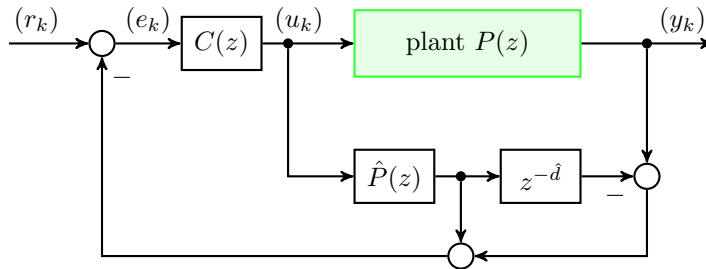 (r_k)
(e_k)
C(z)
(u_k)
plant P(z)
(y_k)
−
P̂(z)
z^{-d̂}
−